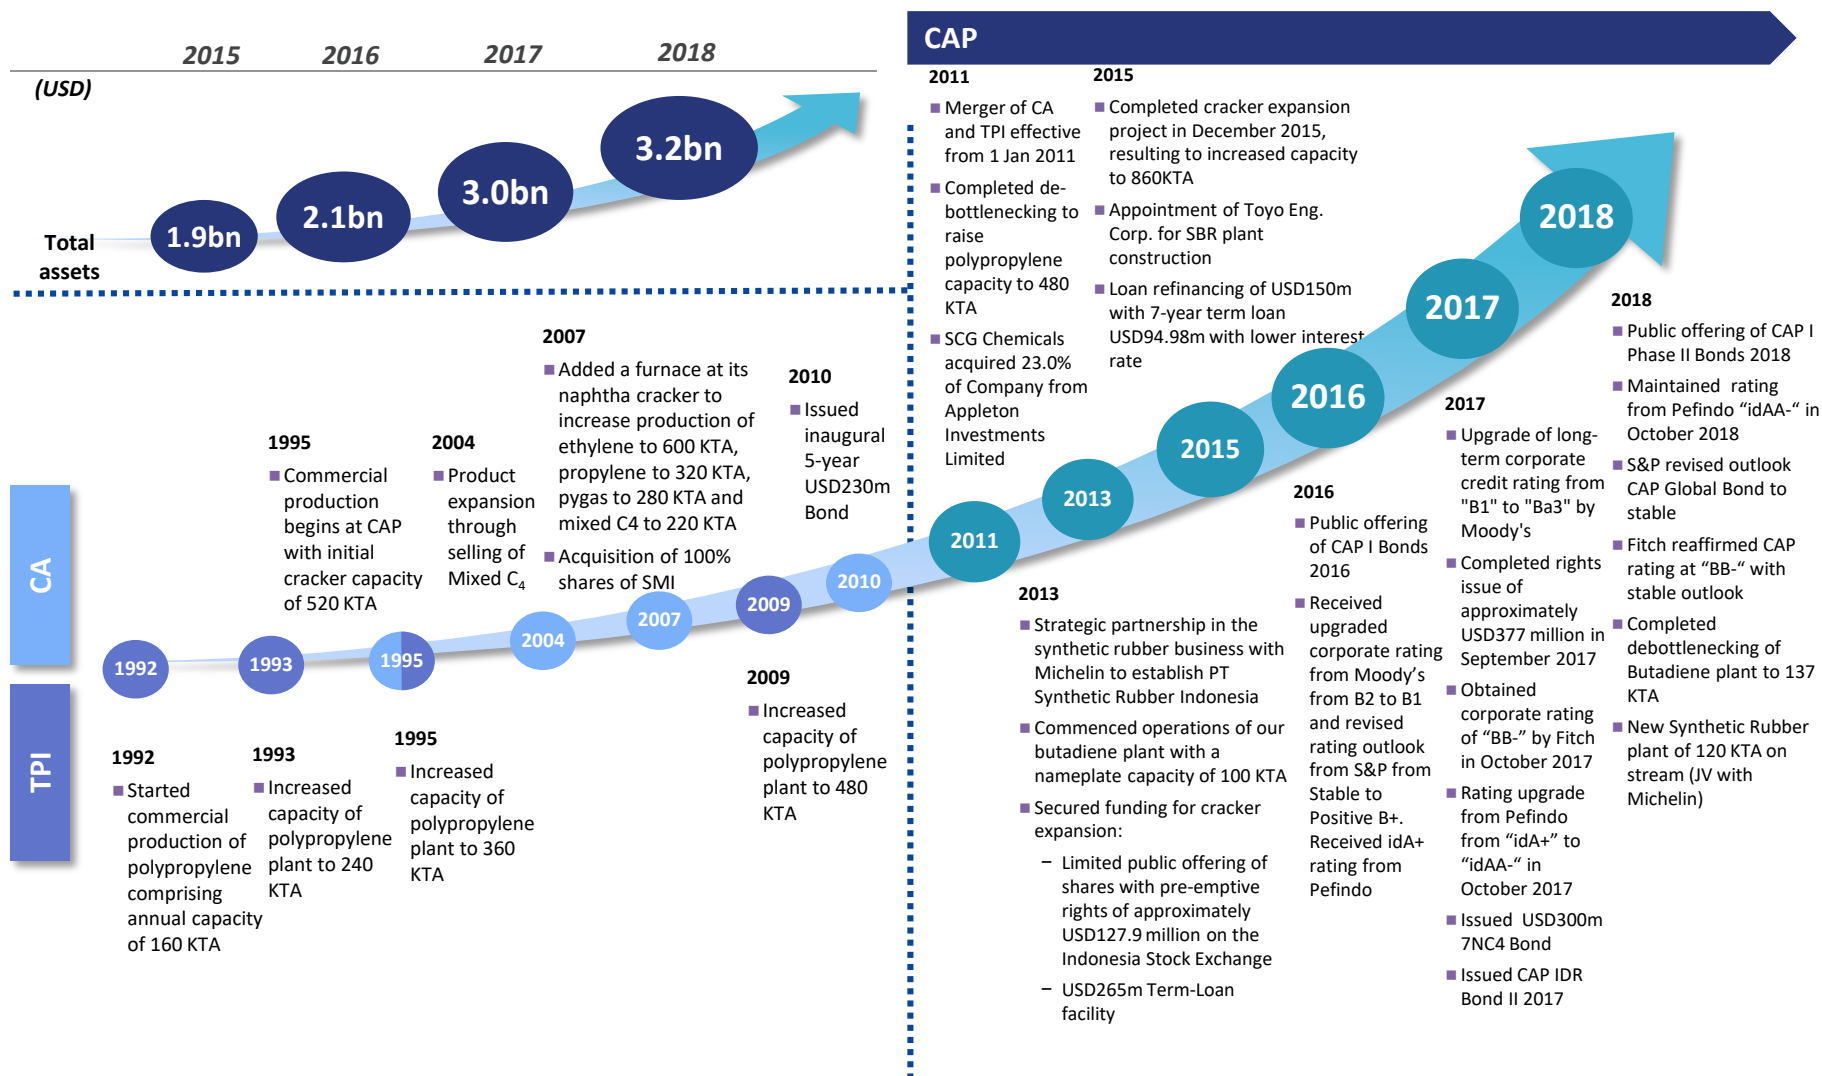 2015 2016 2017 2018
(USD)
1.9bn
2.1bn
3.0bn
3.2bn
Total
assets
CAP
2011
Merger of CA
and TPI effective
from 1 Jan 2011
Completed de-
bottlenecking to
raise
polypropylene
capacity to 480
KTA
SCG Chemicals
acquired 23.0%
of Company from
Appleton
Investments
Limited
2015
Completed cracker expansion
project in December 2015,
resulting to increased capacity
to 860KTA
Appointment of Toyo Eng.
Corp. for SBR plant
construction
Loan refinancing of USD150m
with 7-year term loan
USD94.98m with lower interest
rate
CA
TPI
1995
Commercial
production
begins at CAP
with initial
cracker capacity
of 520 KTA
2004
Product
expansion
through
selling of
Mixed C4
2007
Added a furnace at its
naphtha cracker to
increase production of
ethylene to 600 KTA,
propylene to 320 KTA,
pygas to 280 KTA and
mixed C4 to 220 KTA
Acquisition of 100%
shares of SMI
2010
Issued
inaugural
5-year
USD230m
Bond
1992
1993
1995
2004
2007
2009
2010
2011
2013
2015
2016
2017
2018
1992
Started
commercial
production of
polypropylene
comprising
annual capacity
of 160 KTA
1993
Increased
capacity of
polypropylene
plant to 240
KTA
1995
Increased
capacity of
polypropylene
plant to 360
KTA
2009
Increased
capacity of
polypropylene
plant to 480
KTA
2013
Strategic partnership in the
synthetic rubber business with
Michelin to establish PT
Synthetic Rubber Indonesia
Commenced operations of our
butadiene plant with a
nameplate capacity of 100 KTA
Secured funding for cracker
expansion:
– Limited public offering of
shares with pre-emptive
rights of approximately
USD127.9 million on the
Indonesia Stock Exchange
– USD265m Term-Loan
facility
2016
Public offering
of CAP I Bonds
2016
Received
upgraded
corporate rating
from Moody's
from B2 to B1
and revised
rating outlook
from S&P from
Stable to
Positive B+.
Received idA+
rating from
Pefindo
2017
Upgrade of long-
term corporate
credit rating from
"B1" to "Ba3" by
Moody's
Completed rights
issue of
approximately
USD377 million in
September 2017
Obtained
corporate rating
of “BB-” by Fitch
in October 2017
Rating upgrade
from Pefindo
from “idA+” to
“idAA-“ in
October 2017
Issued USD300m
7NC4 Bond
Issued CAP IDR
Bond II 2017
2018
Public offering of CAP I
Phase II Bonds 2018
Maintained rating
from Pefindo “idAA-“ in
October 2018
S&P revised outlook
CAP Global Bond to
stable
Fitch reaffirmed CAP
rating at “BB-“ with
stable outlook
Completed
debottlenecking of
Butadiene plant to 137
KTA
New Synthetic Rubber
plant of 120 KTA on
stream (JV with
Michelin)